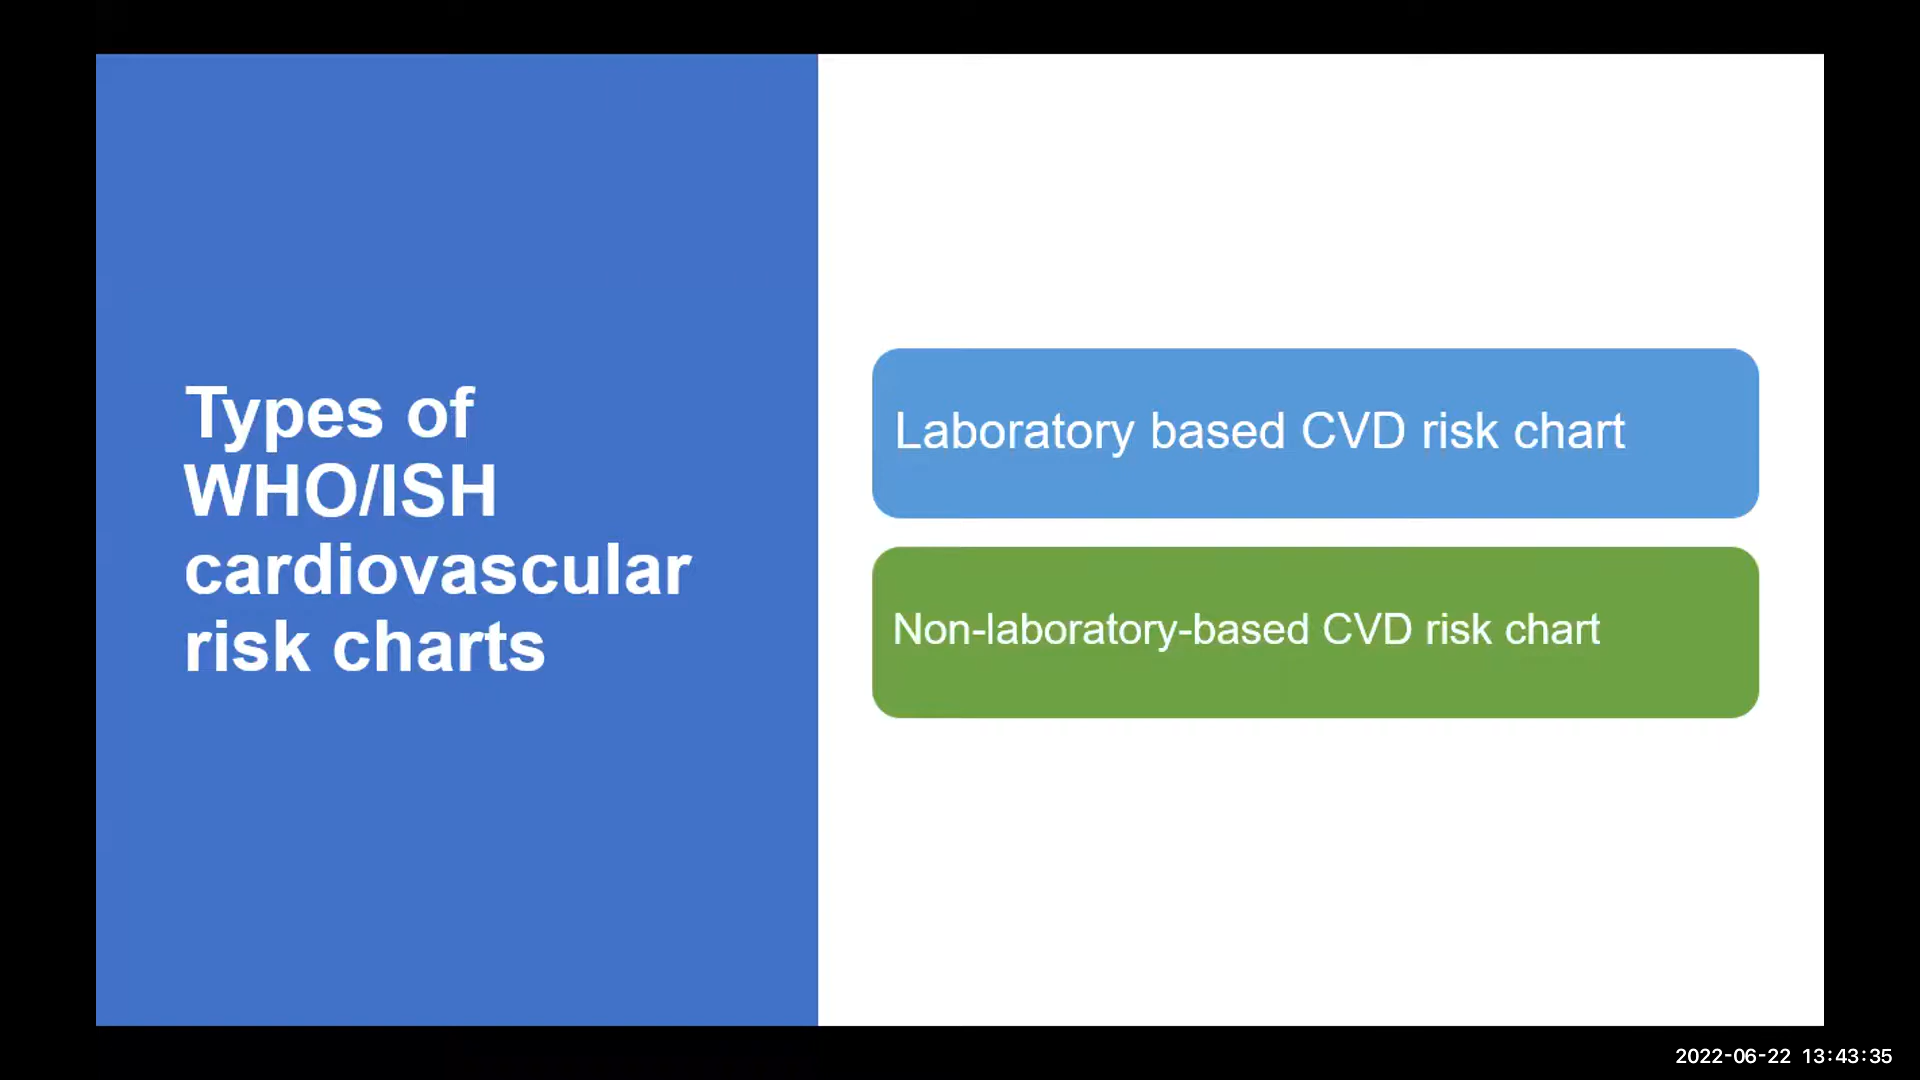 Types of
WHO/ISH
cardiovascular
risk charts
Laboratory based CVD risk chart
Non-laboratory-based CVD risk chart
2022-06-22 13:43:35